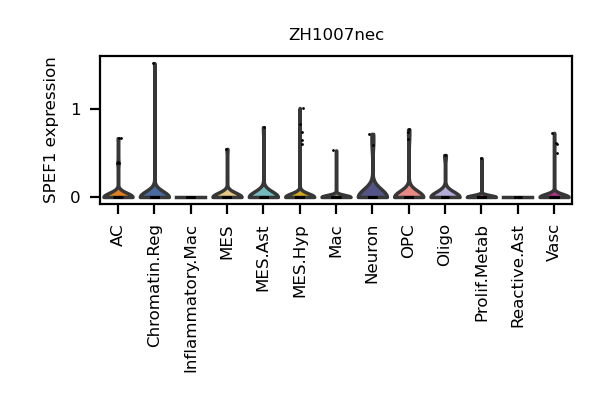 ZH1007nec
SPEF1 expression
1
0
AC
Chromatin.Reg
Inflammatory.Mac
MES
MES.Ast
MES.Hyp
Mac
Neuron
OPC
Oligo
Prolif.Metab
Reactive.Ast
Vasc